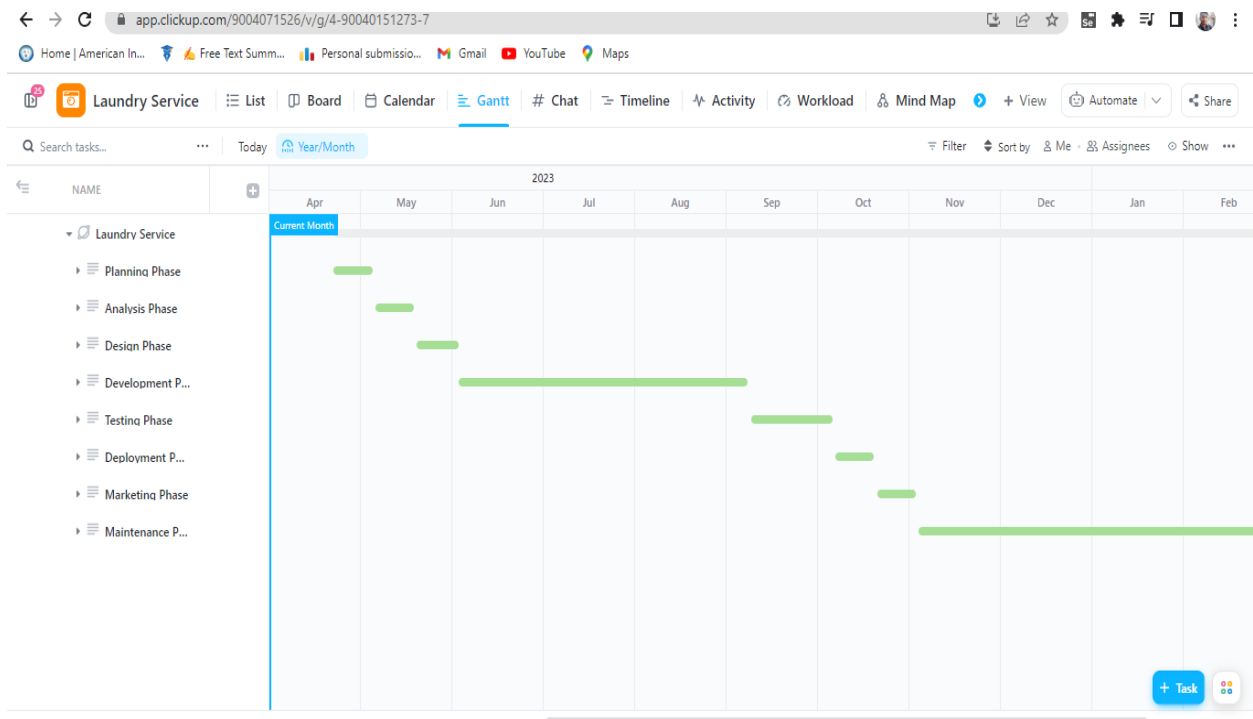 app.clickup.com/9004071526/v/g/4-90040151273-7
Home | American In... Free Text Summ... Personal submissio... Gmail YouTube Maps
25 Laundry Service List Board Calendar Gantt Chat Timeline Activity Workload Mind Map + View Automate Share
Search tasks... ... Today Year/Month Filter Sort by Me Assignees Show ...
NAME
2023
Apr May Jun Jul Aug Sep Oct Nov Dec Jan Feb
Current Month
Laundry Service
Planning Phase
Analysis Phase
Design Phase
Development P...
Testing Phase
Deployment P...
Marketing Phase
Maintenance P...
+ Task